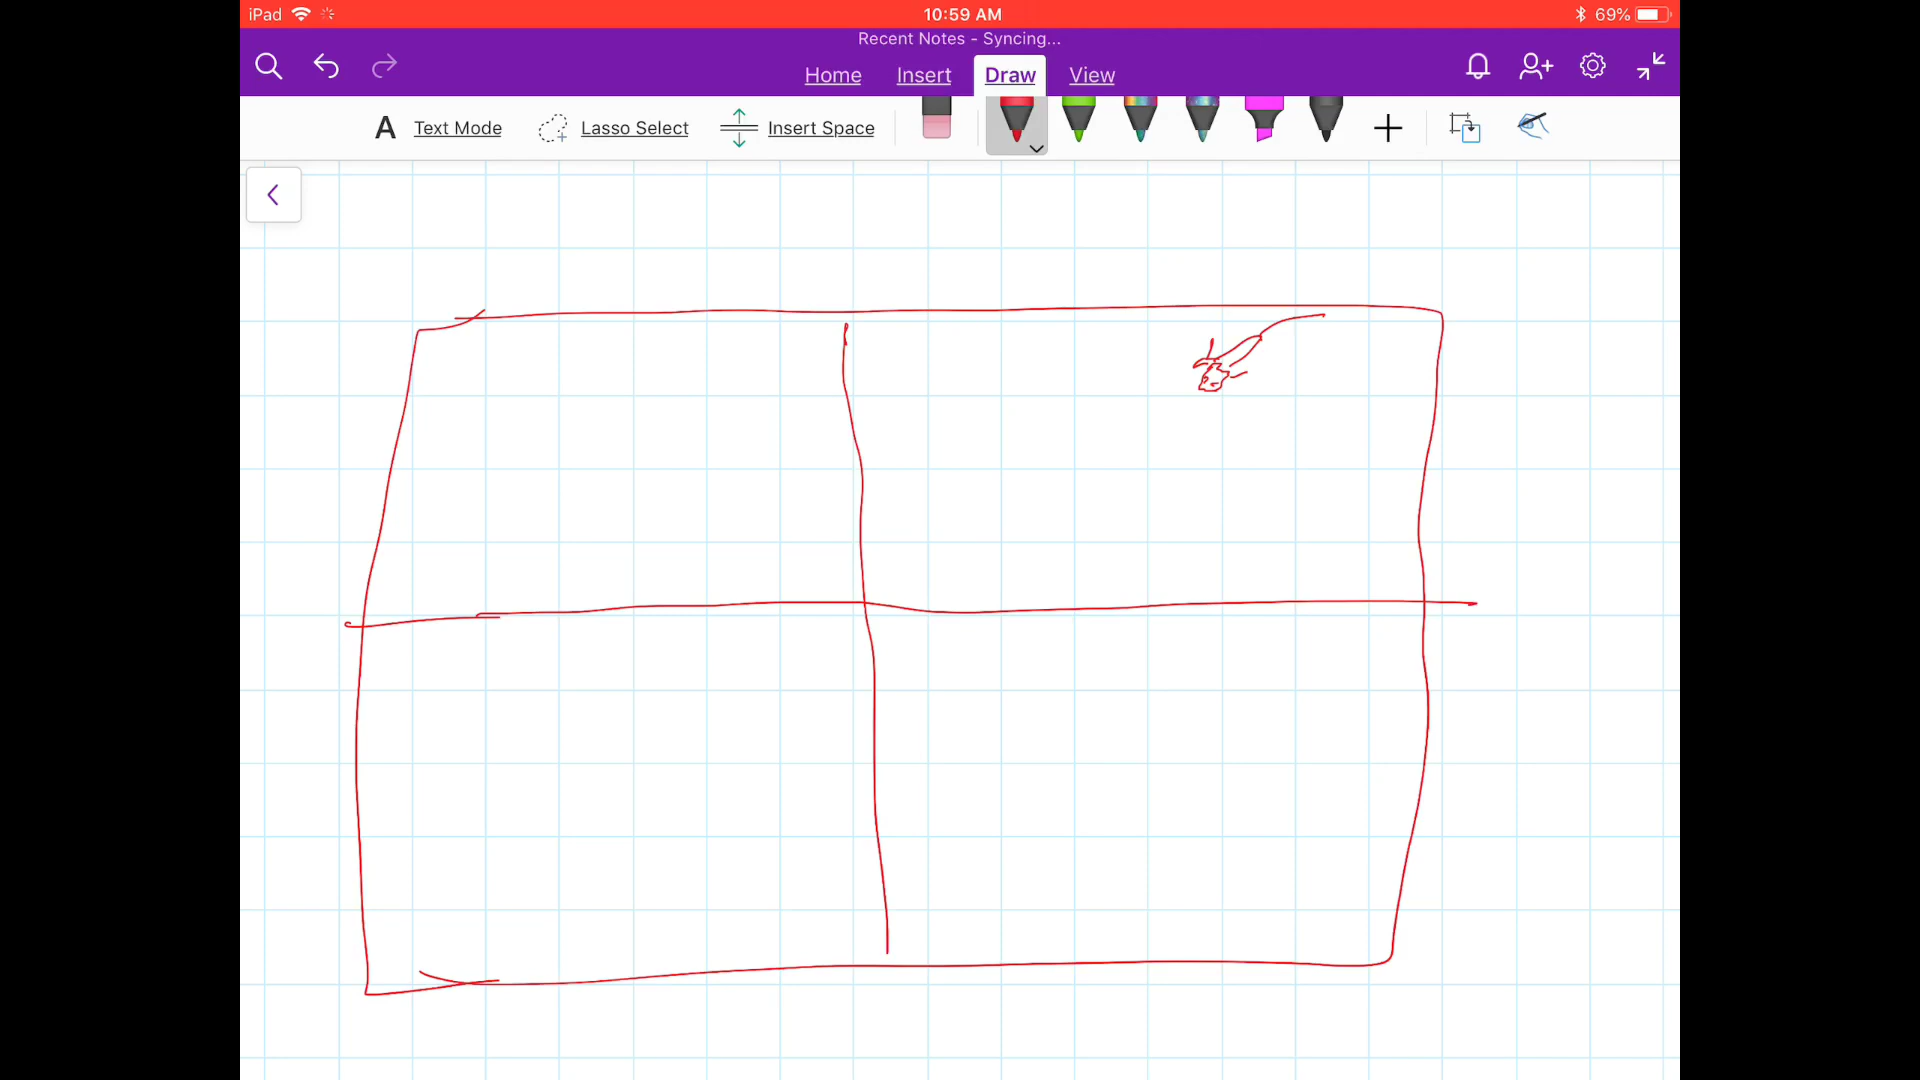 iPad 10:59 AM 69%
Recent Notes - Syncing...
Home Insert Draw View
A Text Mode Lasso Select Insert Space